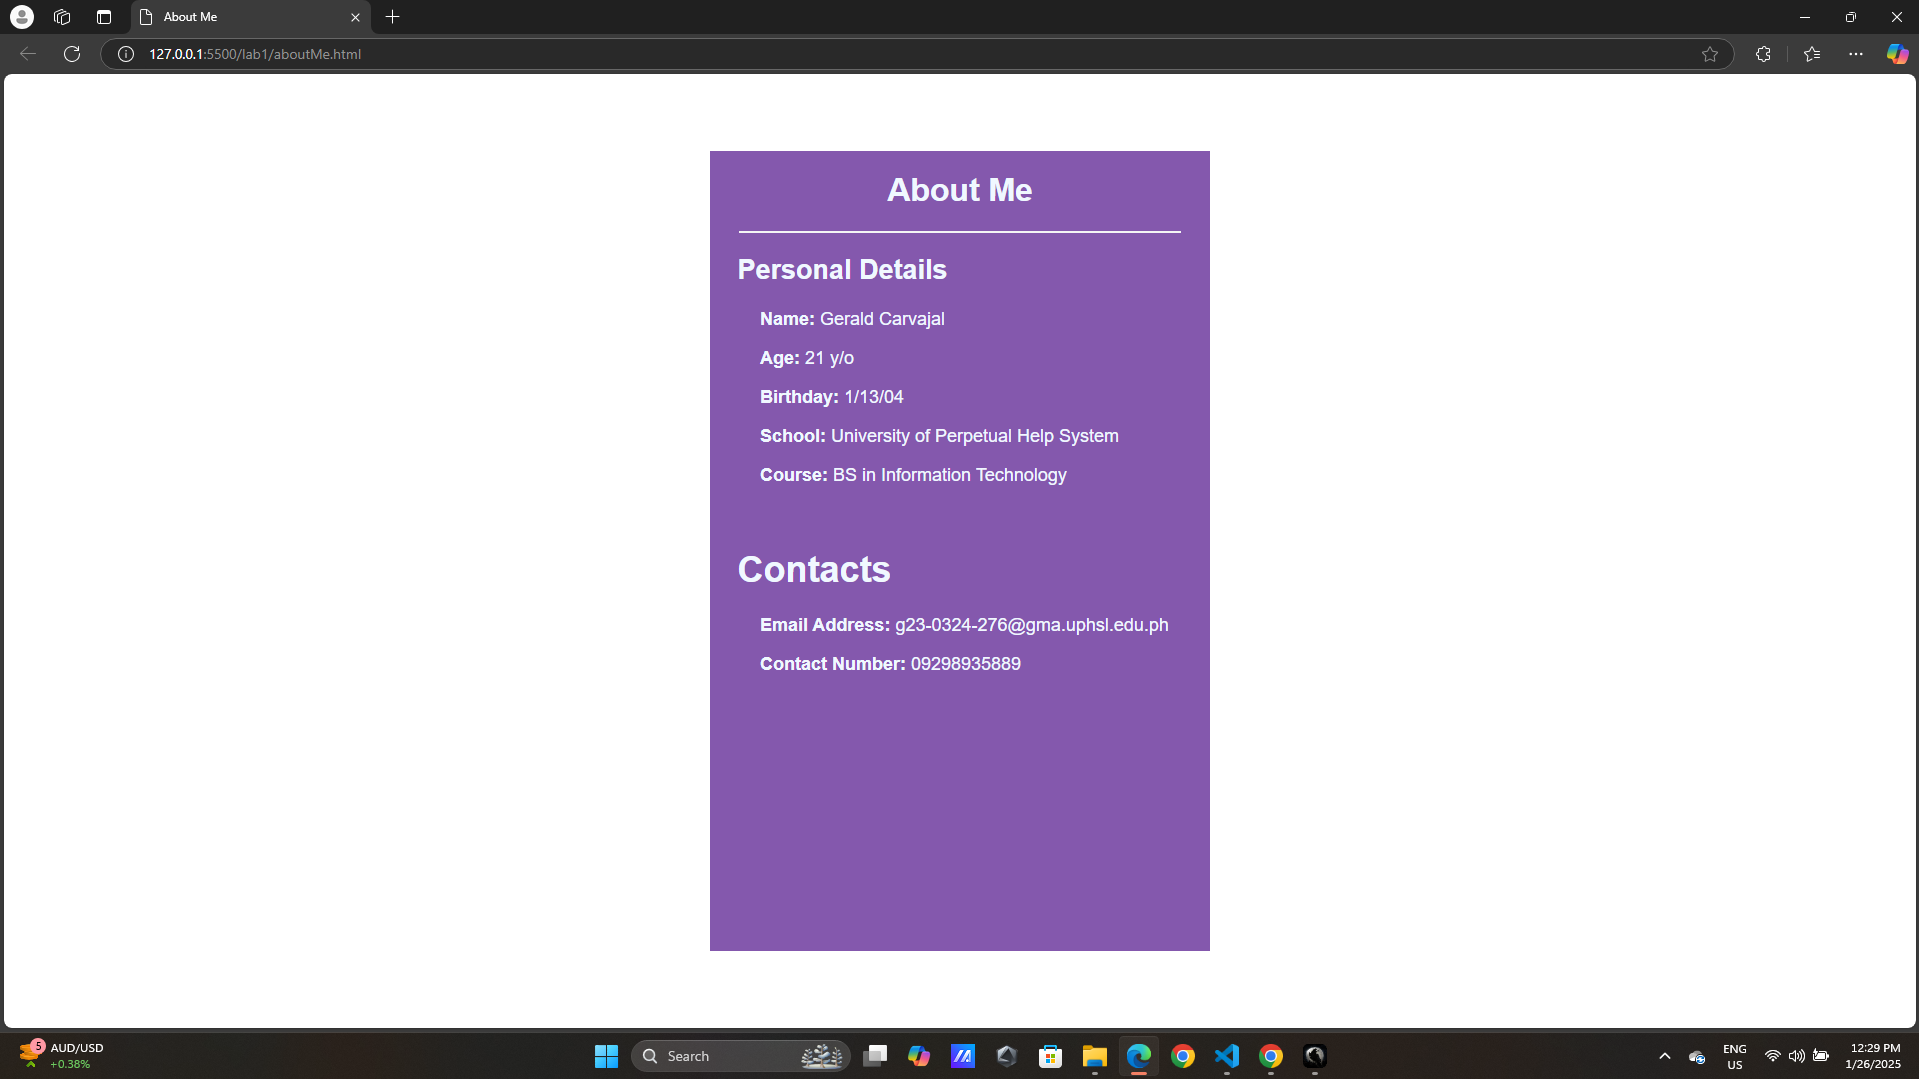 About Me
127.0.0.1:5500/lab1/aboutMe.html
About Me
Personal Details
Name: Gerald Carvajal
Age: 21 y/o
Birthday: 1/13/04
School: University of Perpetual Help System
Course: BS in Information Technology
Contacts
Email Address: g23-0324-276@gma.uphsl.edu.ph
Contact Number: 09298935889
5
AUD/USD
+0.38%
Search
ENG
US
12:29 PM
1/26/2025